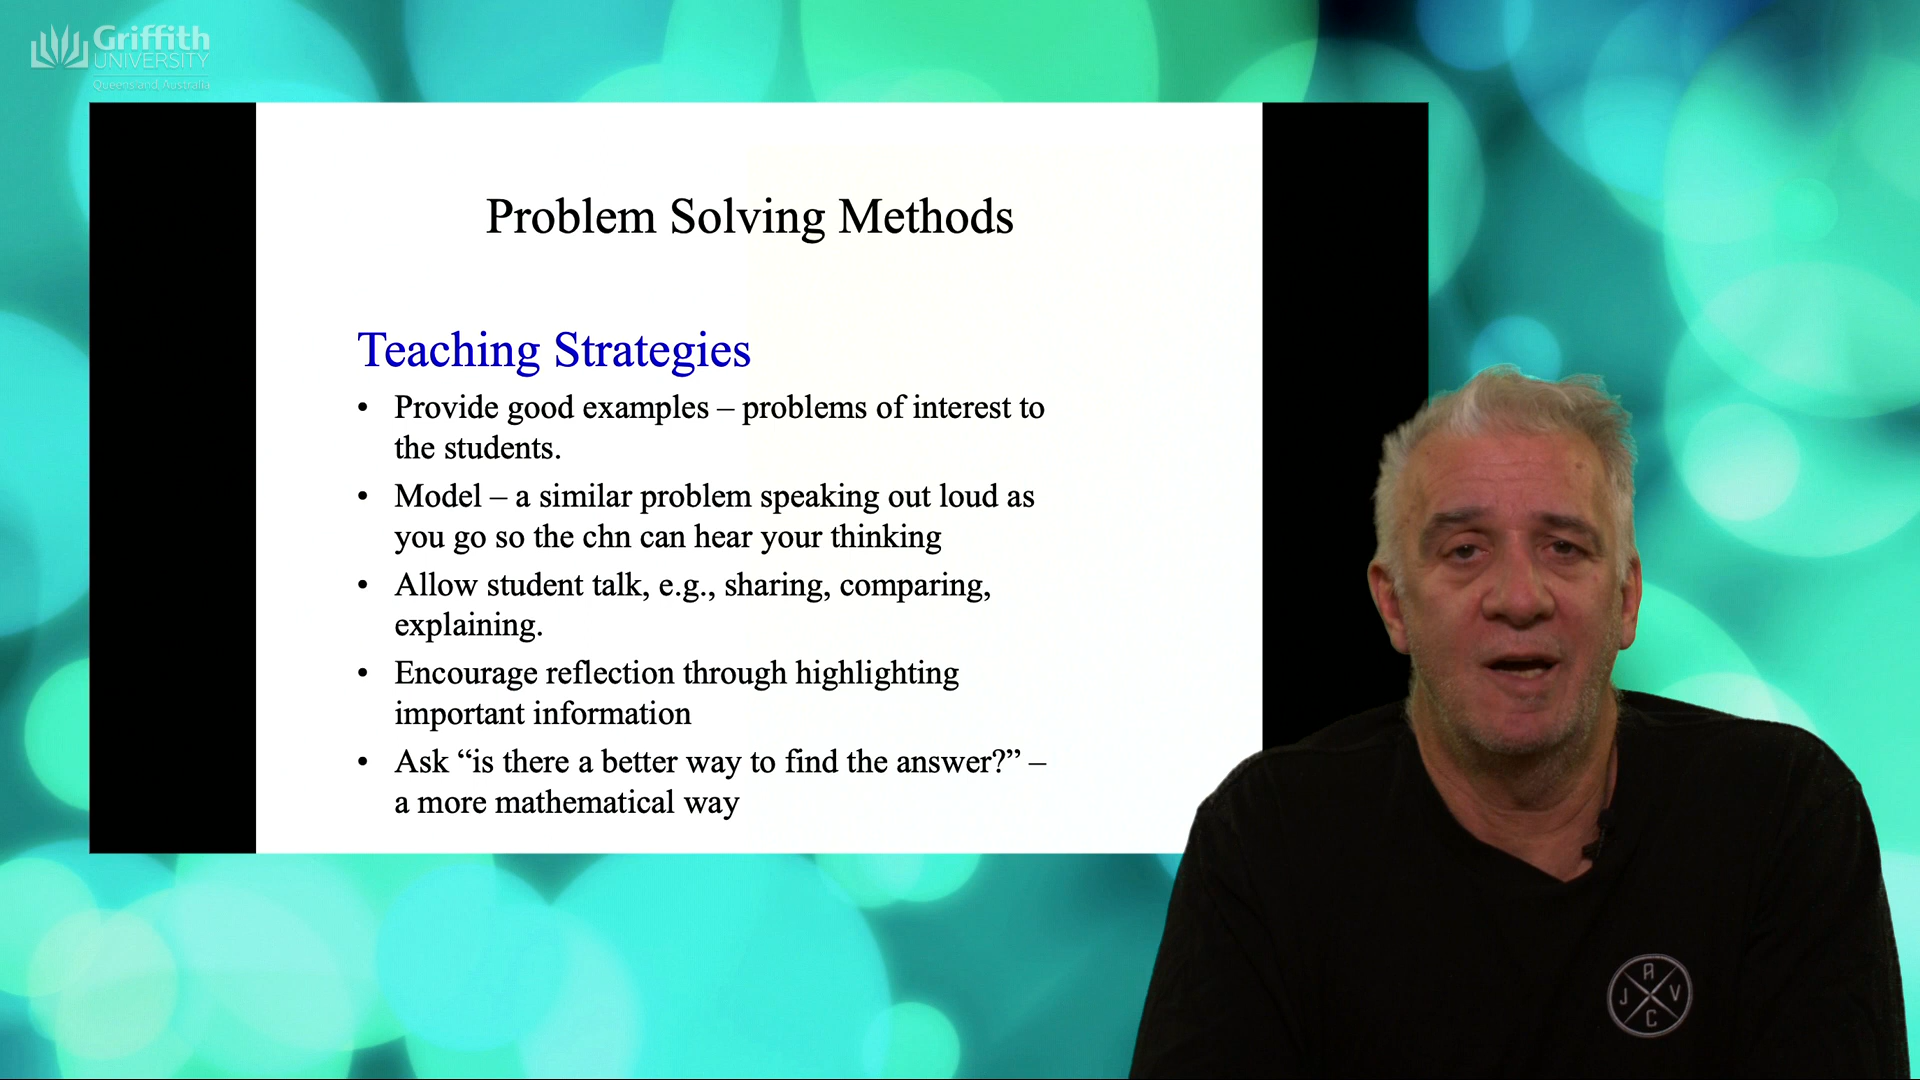 Griffith
UNIVERSITY
Queensland, Australia
Problem Solving Methods
Teaching Strategies
• Provide good examples – problems of interest to
the students.
• Model – a similar problem speaking out loud as
you go so the chn can hear your thinking
• Allow student talk, e.g., sharing, comparing,
explaining.
• Encourage reflection through highlighting
important information
• Ask “is there a better way to find the answer?” –
a more mathematical way
A
J V
C